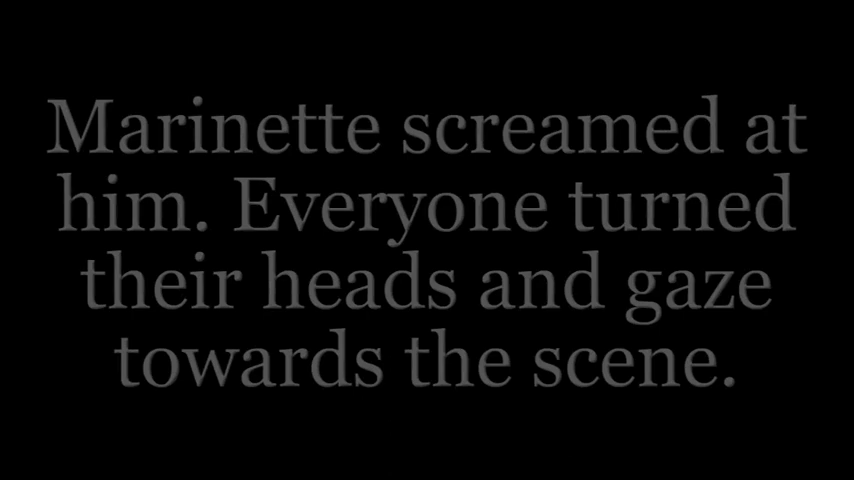 Marinette screamed at
him. Everyone turned
their heads and gaze
towards the scene.